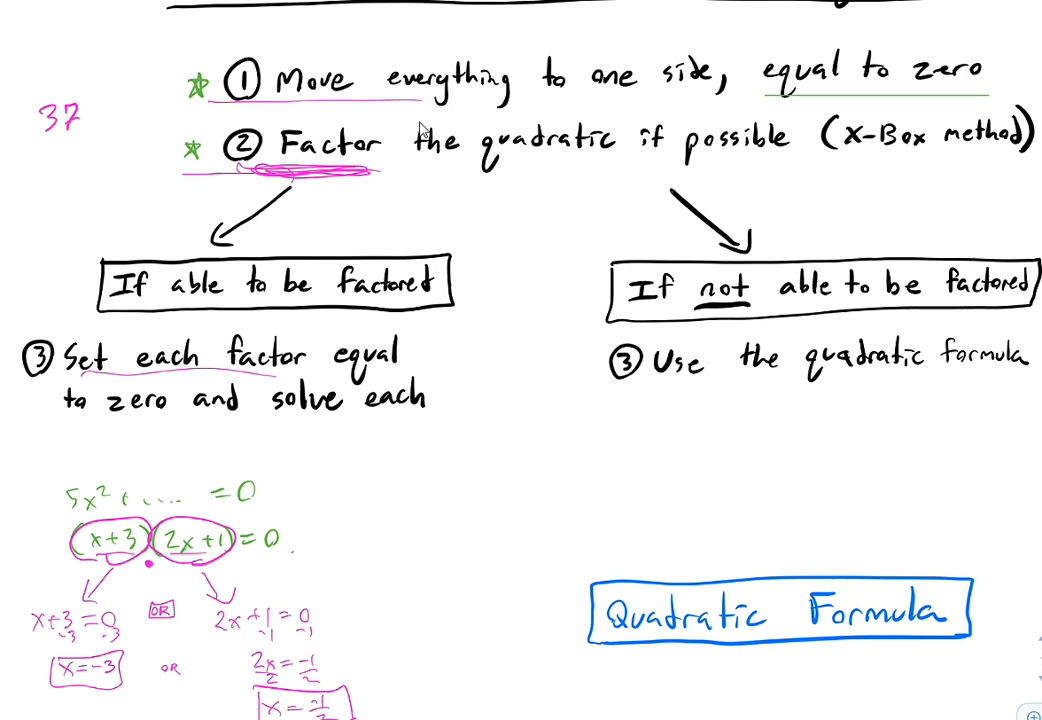 ① Move everything to one side, equal to zero
37
② Factor the quadratic if possible (X-Box method)
If able to be factored
If not able to be factored
③ Set each factor equal
to zero and solve each
③ Use the quadratic formula
5x² + .... = 0
(x+3)(2x+1) = 0
x+3=0 OR 2x+1=0
-3 -3 -1 -1
x=-3 OR 2x/2 = -1/2
x = -1/2
Quadratic Formula